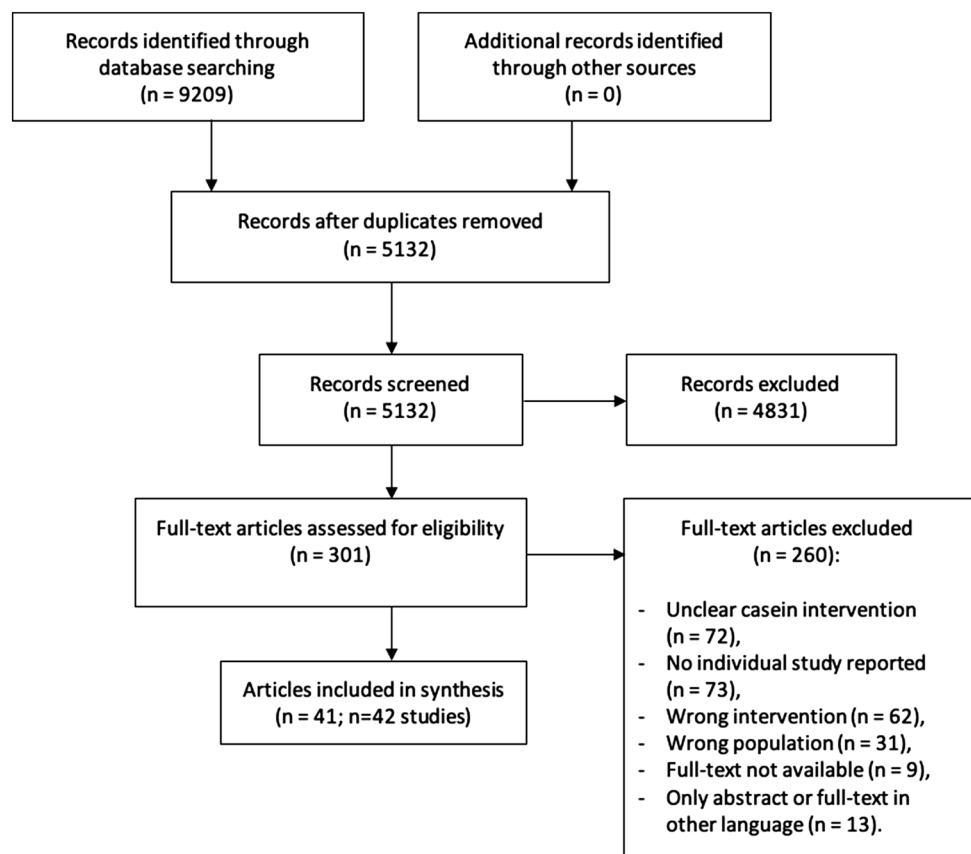 Records identified through
database searching
(n = 9209)
Additional records identified
through other sources
(n = 0)
Records after duplicates removed
(n = 5132)
Records screened
(n = 5132)
Records excluded
(n = 4831)
Full-text articles assessed for eligibility
(n = 301)
Full-text articles excluded
(n = 260):
- Unclear casein intervention
(n = 72),
- No individual study reported
(n = 73),
- Wrong intervention (n = 62),
- Wrong population (n = 31),
- Full-text not available (n = 9),
- Only abstract or full-text in
other language (n = 13).
Articles included in synthesis
(n = 41; n=42 studies)